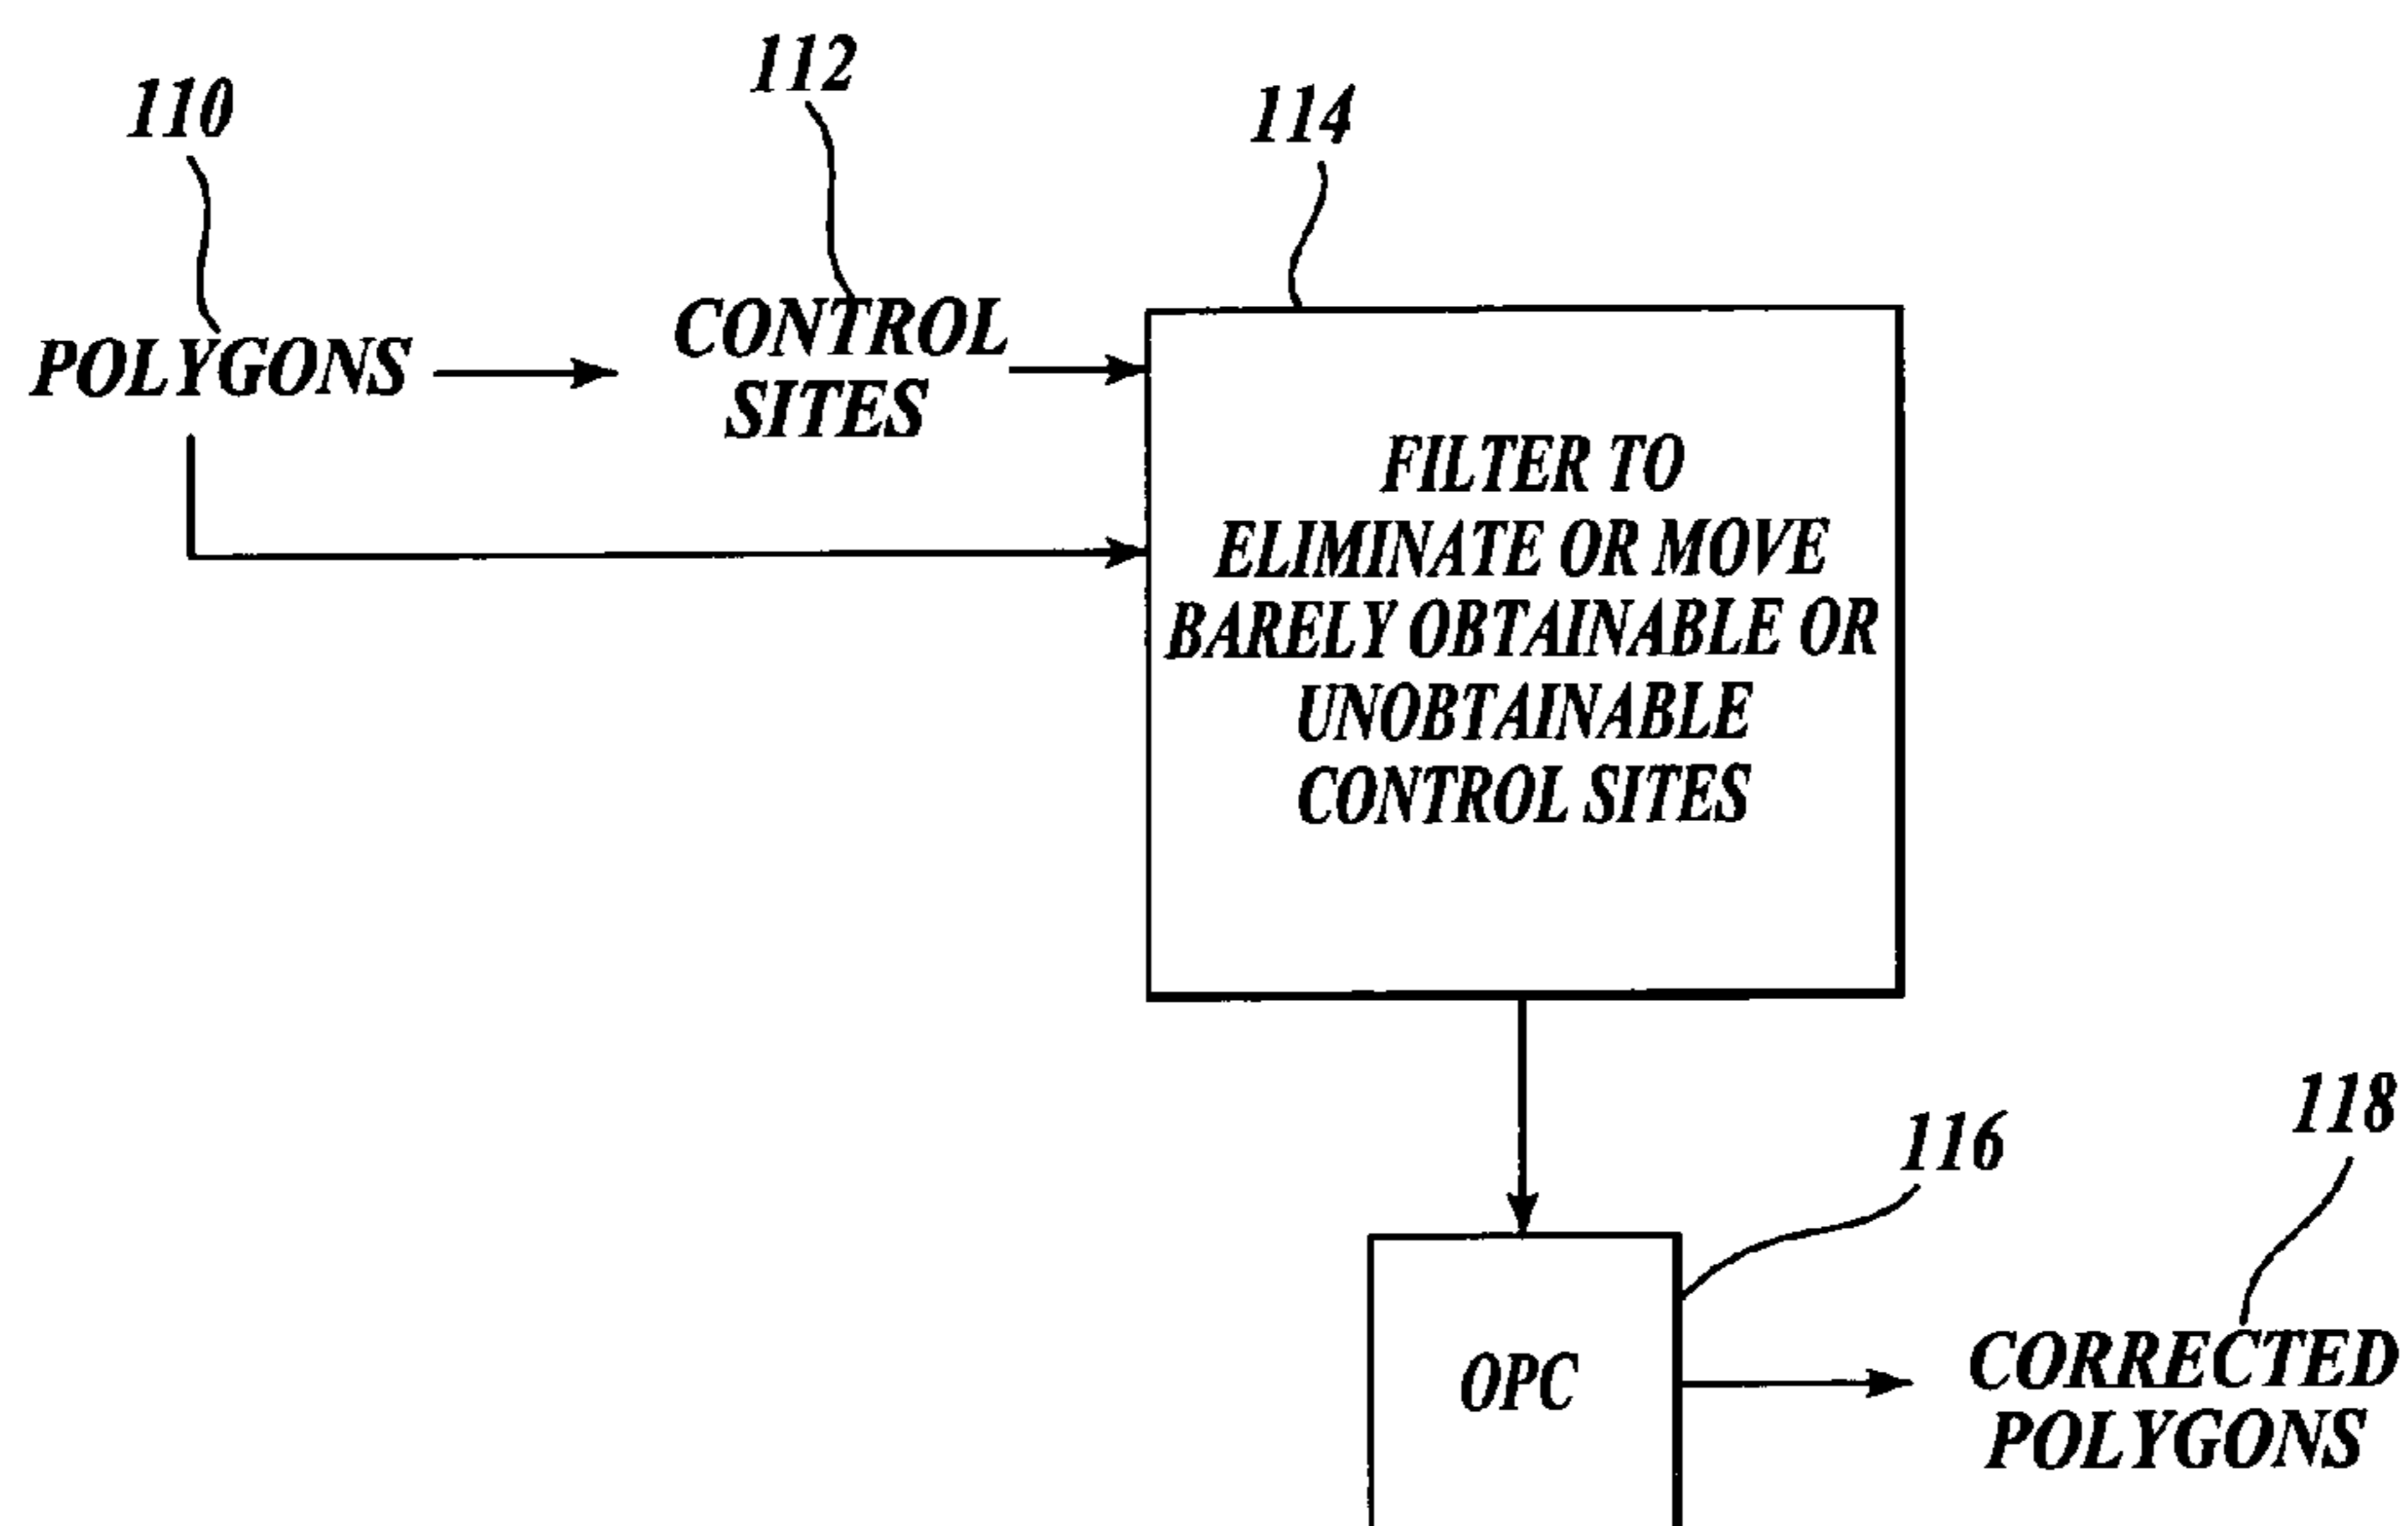 110
112
114
POLYGONS
CONTROL
SITES
FILTER TO
ELIMINATE OR MOVE
BARELY OBTAINABLE OR
UNOBTAINABLE
CONTROL SITES
116
118
OPC
CORRECTED
POLYGONS